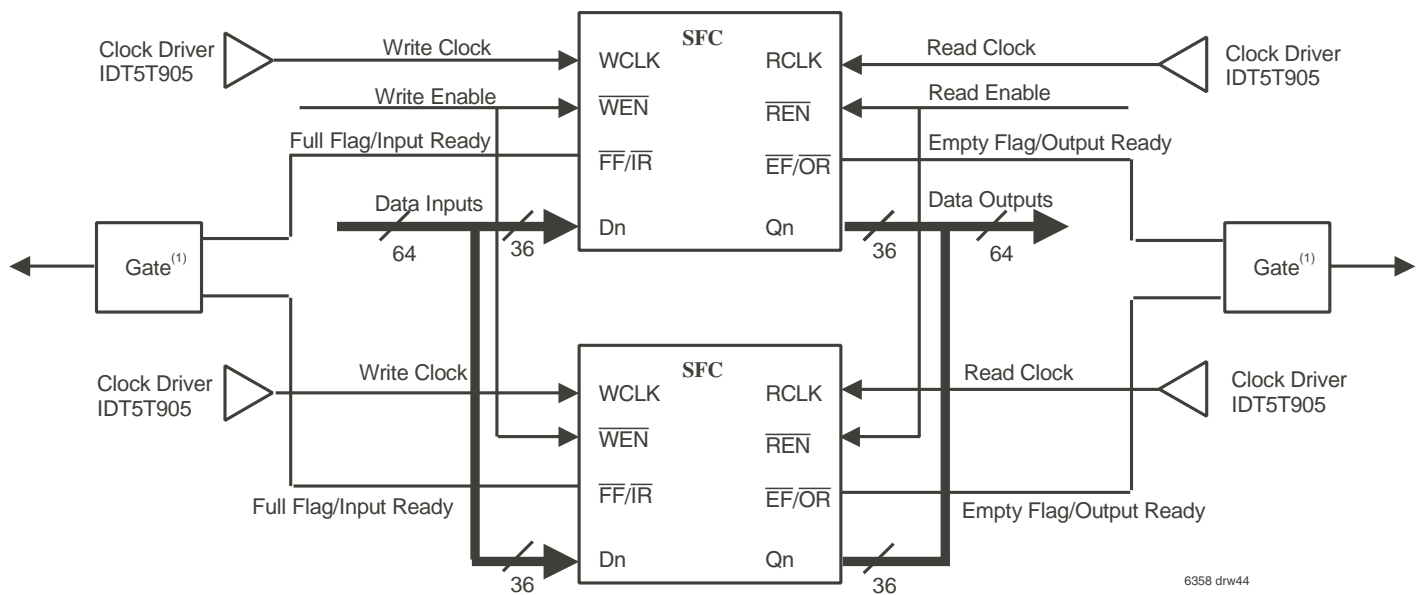 SFC
Clock Driver
IDT5T905
Write Clock
WCLK
RCLK
Read Clock
Clock Driver
IDT5T905
Write Enable
WEN
REN
Read Enable
Full Flag/Input Ready
FF/IR
EF/OR
Empty Flag/Output Ready
Data Inputs
Dn
Qn
Data Outputs
64
36
36
64
Gate(1)
Gate(1)
SFC
Clock Driver
IDT5T905
Write Clock
WCLK
RCLK
Read Clock
Clock Driver
IDT5T905
WEN
REN
Full Flag/Input Ready
FF/IR
EF/OR
Empty Flag/Output Ready
Dn
Qn
36
36
6358 drw44